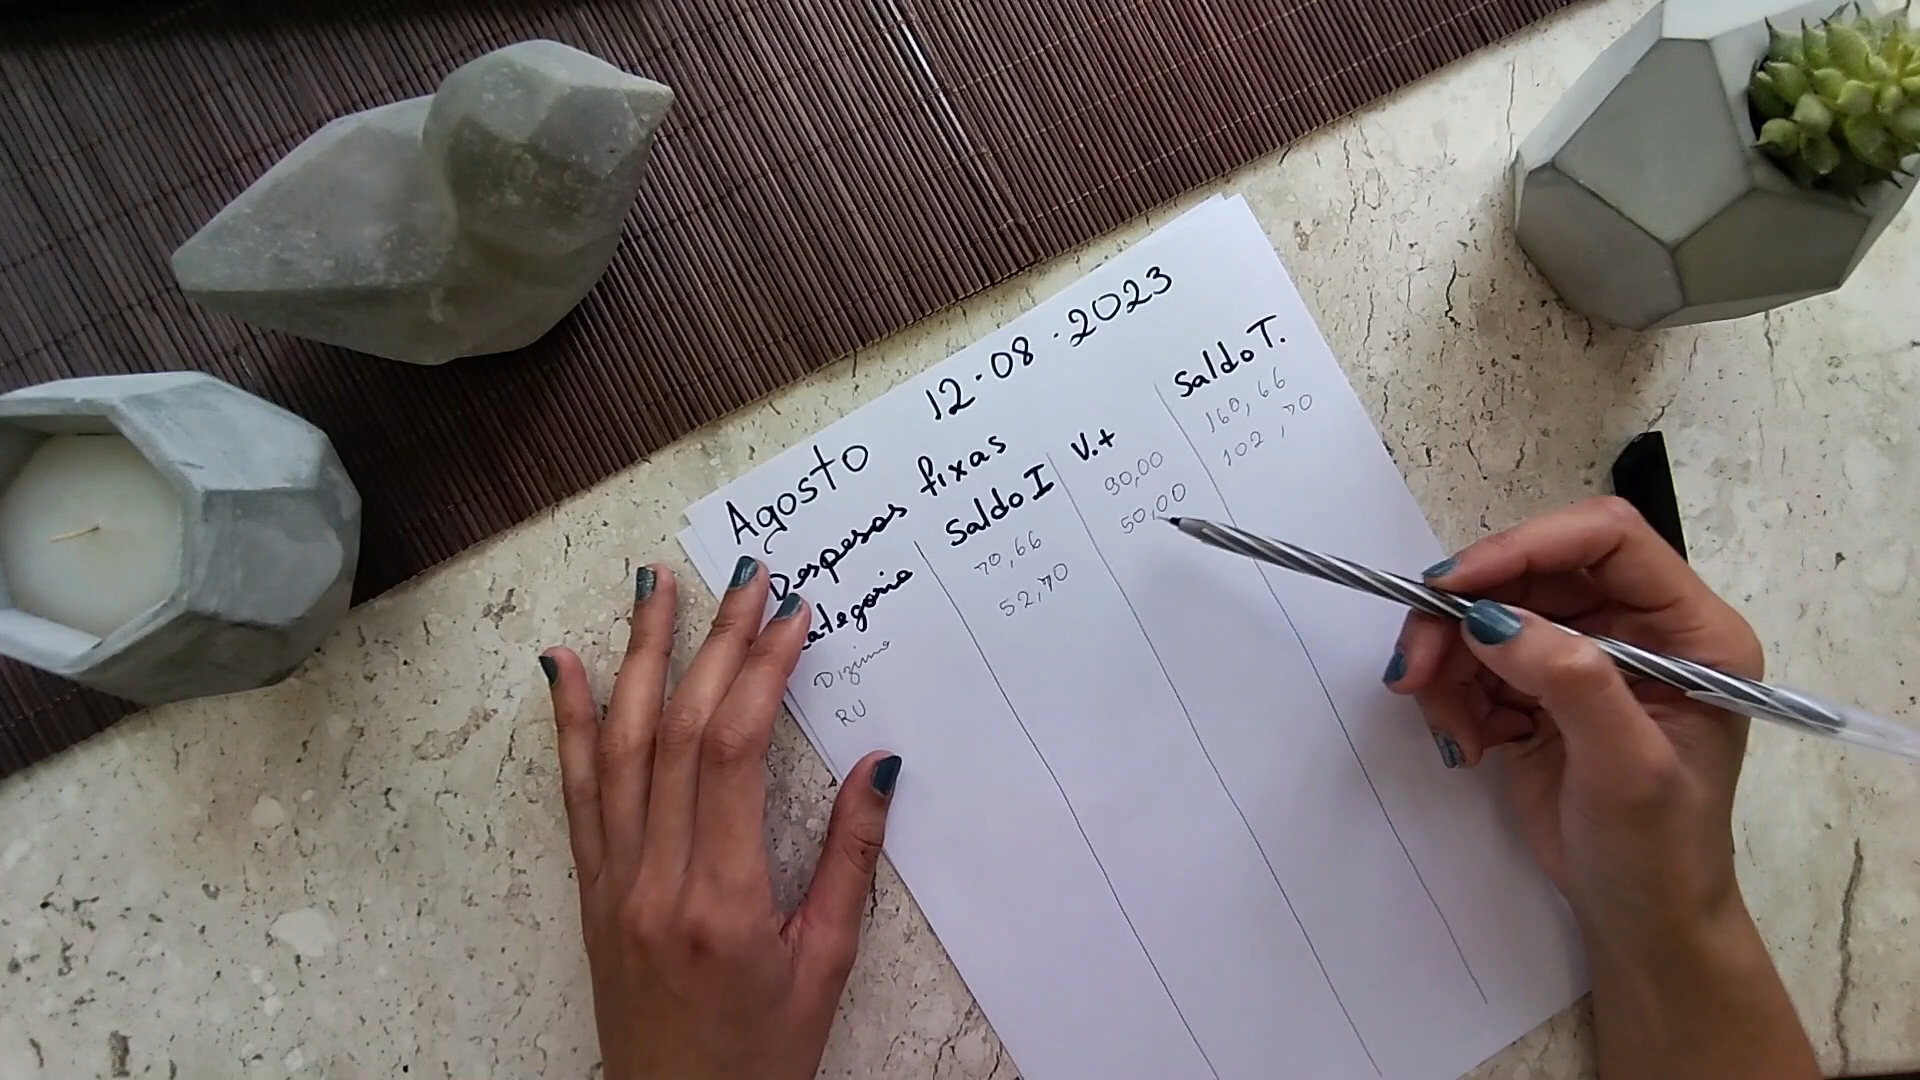 Agosto 12.08.2023
Despesas fixas
Categoria Saldo I V.+ Saldo T.
Dizimo 70,66 90,00 160,66
RU 52,70 50,00 102,70